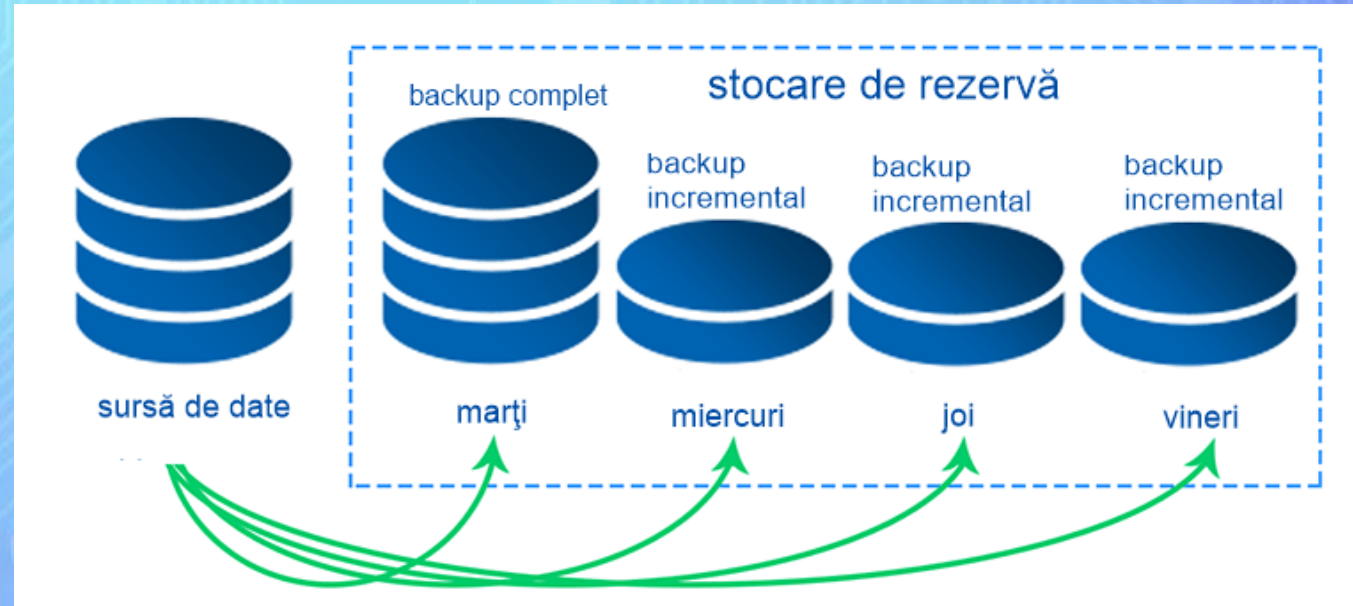 stocare de rezervă
backup complet
backup
incremental
backup
incremental
backup
incremental
sursă de date
marţi
miercuri
joi
vineri